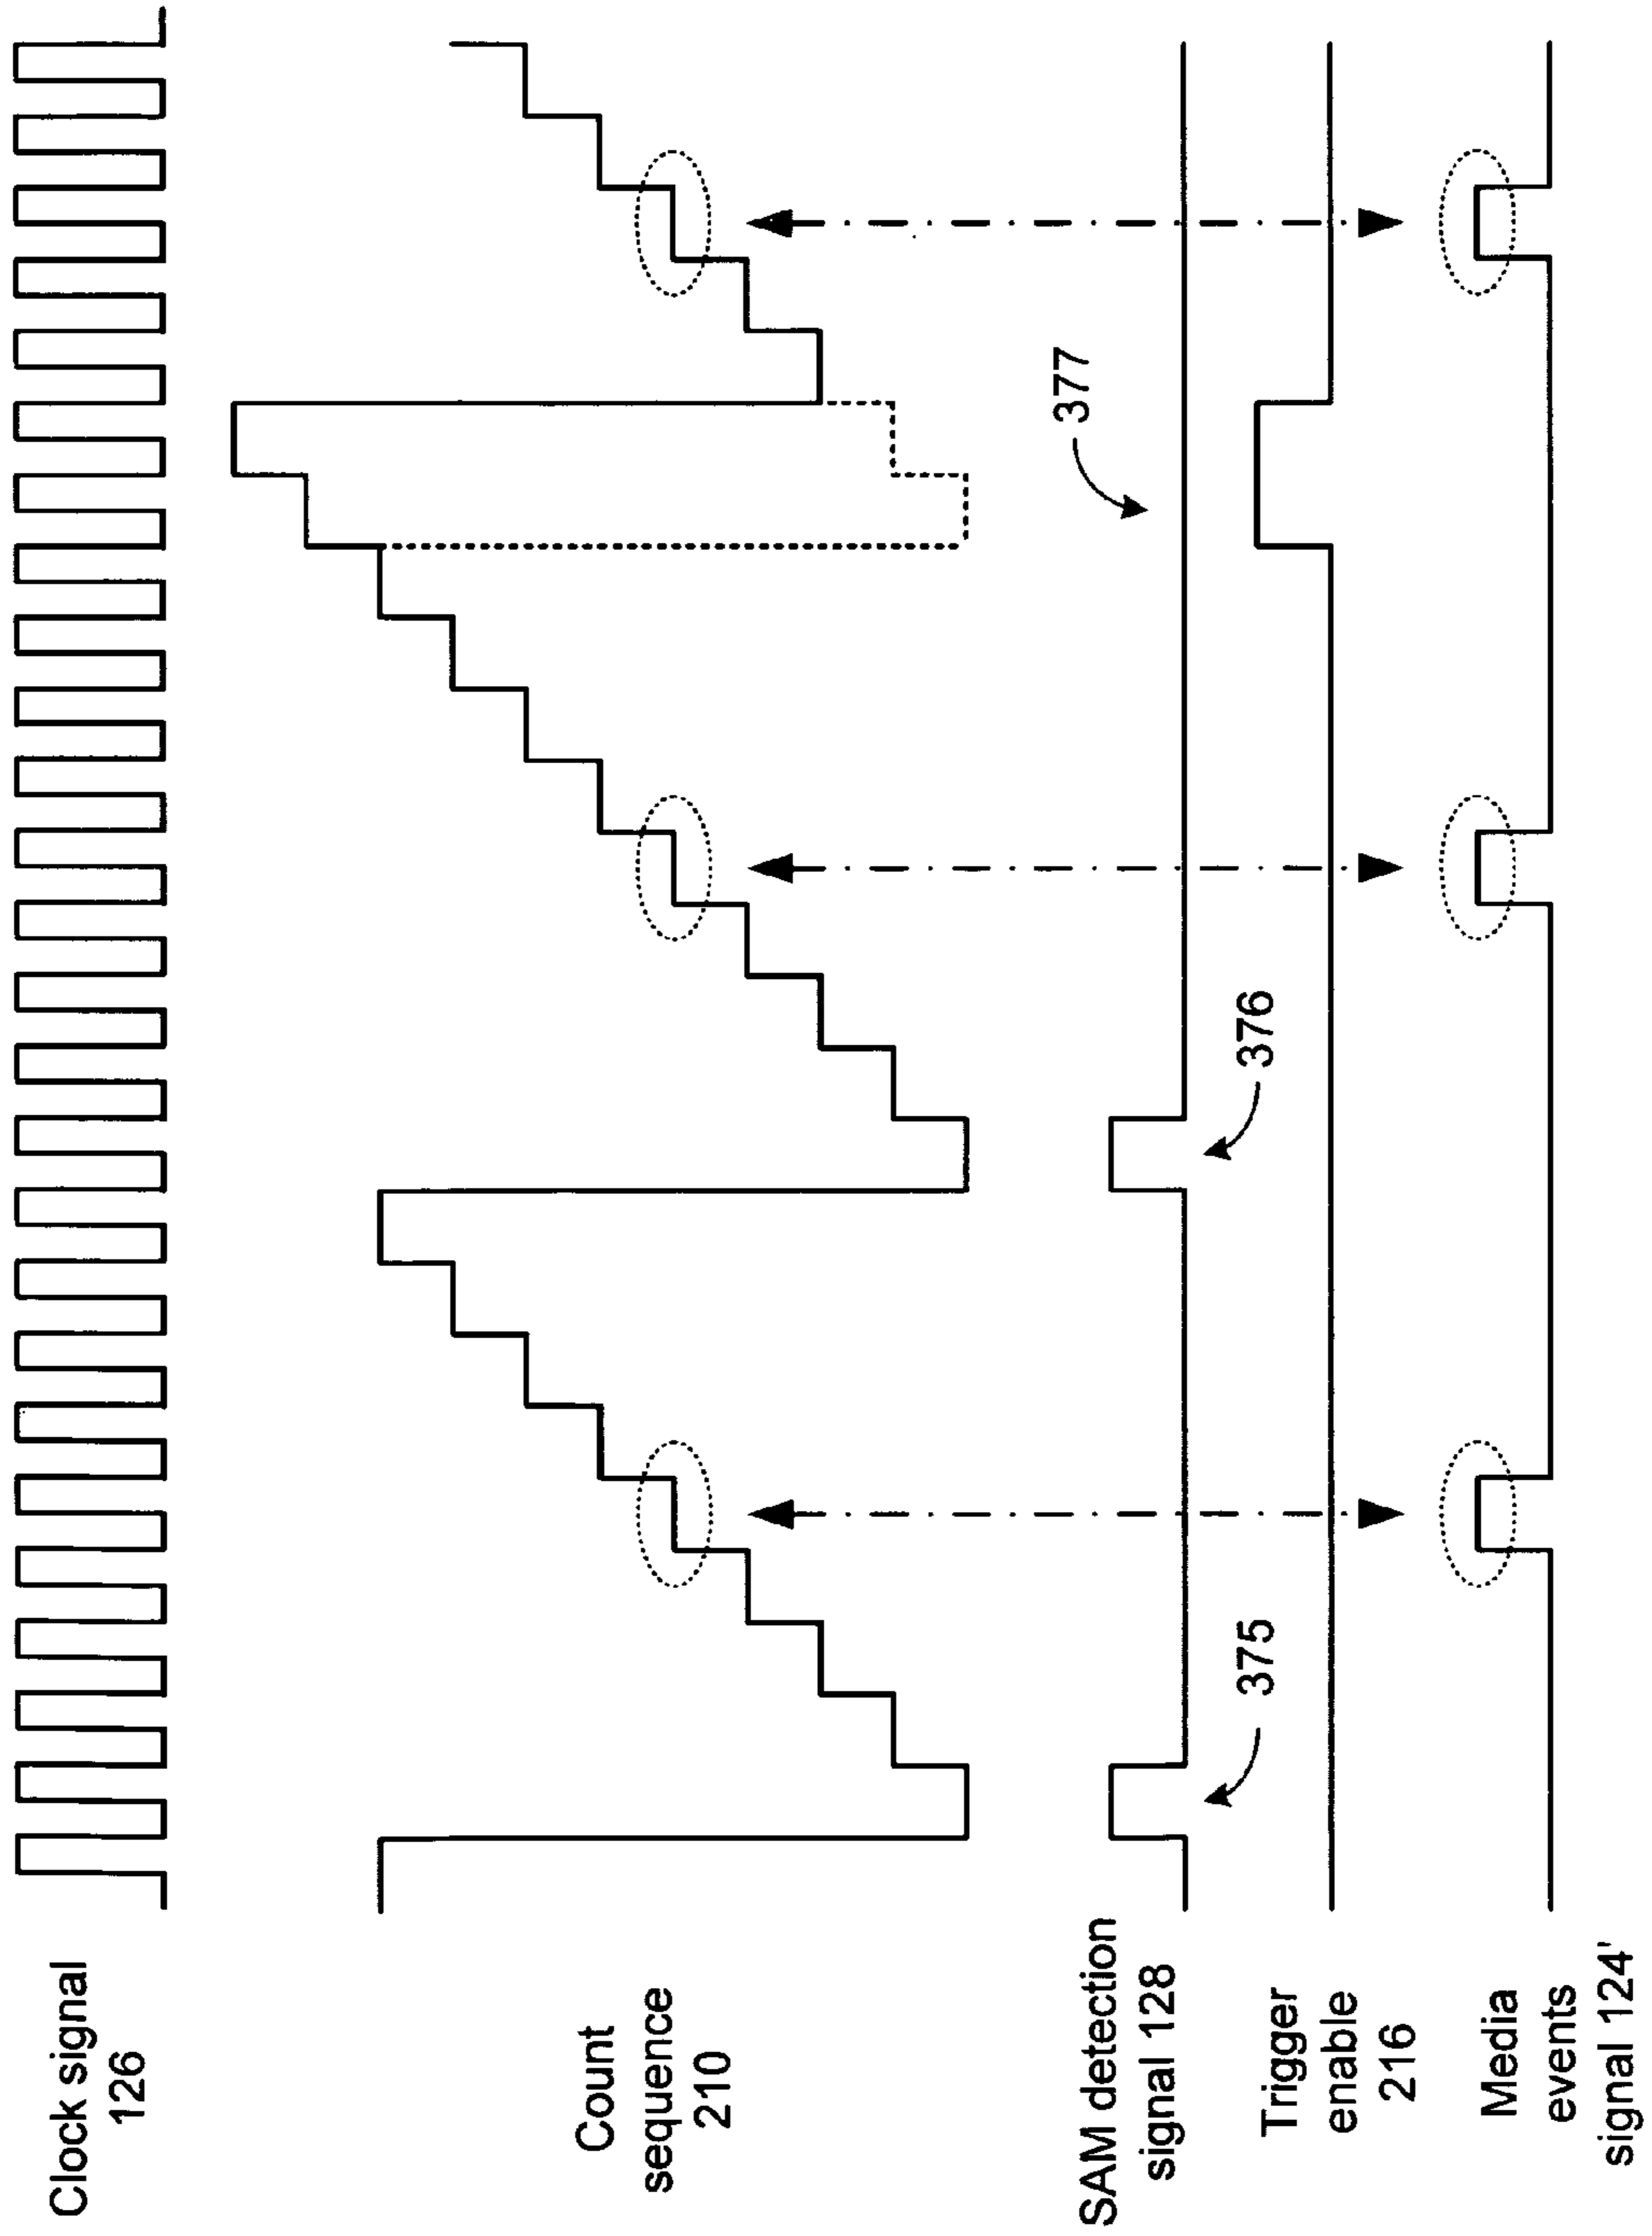 Clock signal
126
Count
sequence
210
SAM detection
signal 128
Trigger
enable
216
Media
events
signal 124'
375
376
377